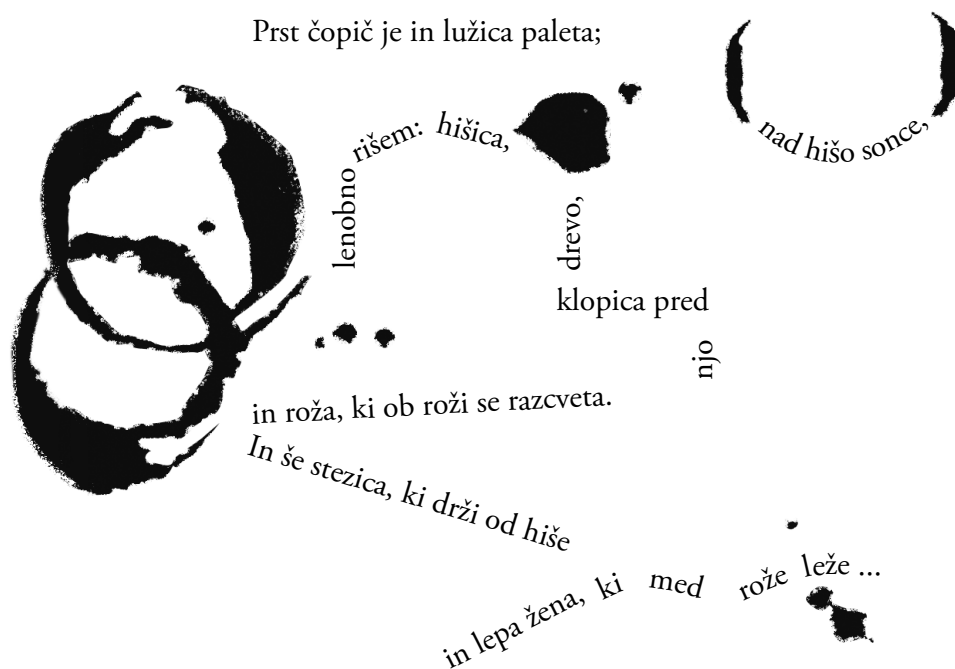 Prst čopič je in lužica paleta;
lenobno
rišem: hišica,
drevo,
nad hišo sonce,
klopica pred
njo
in roža, ki ob roži se razcveta.
In še stezica, ki drži od hiše
in lepa žena, ki med rože leže ...